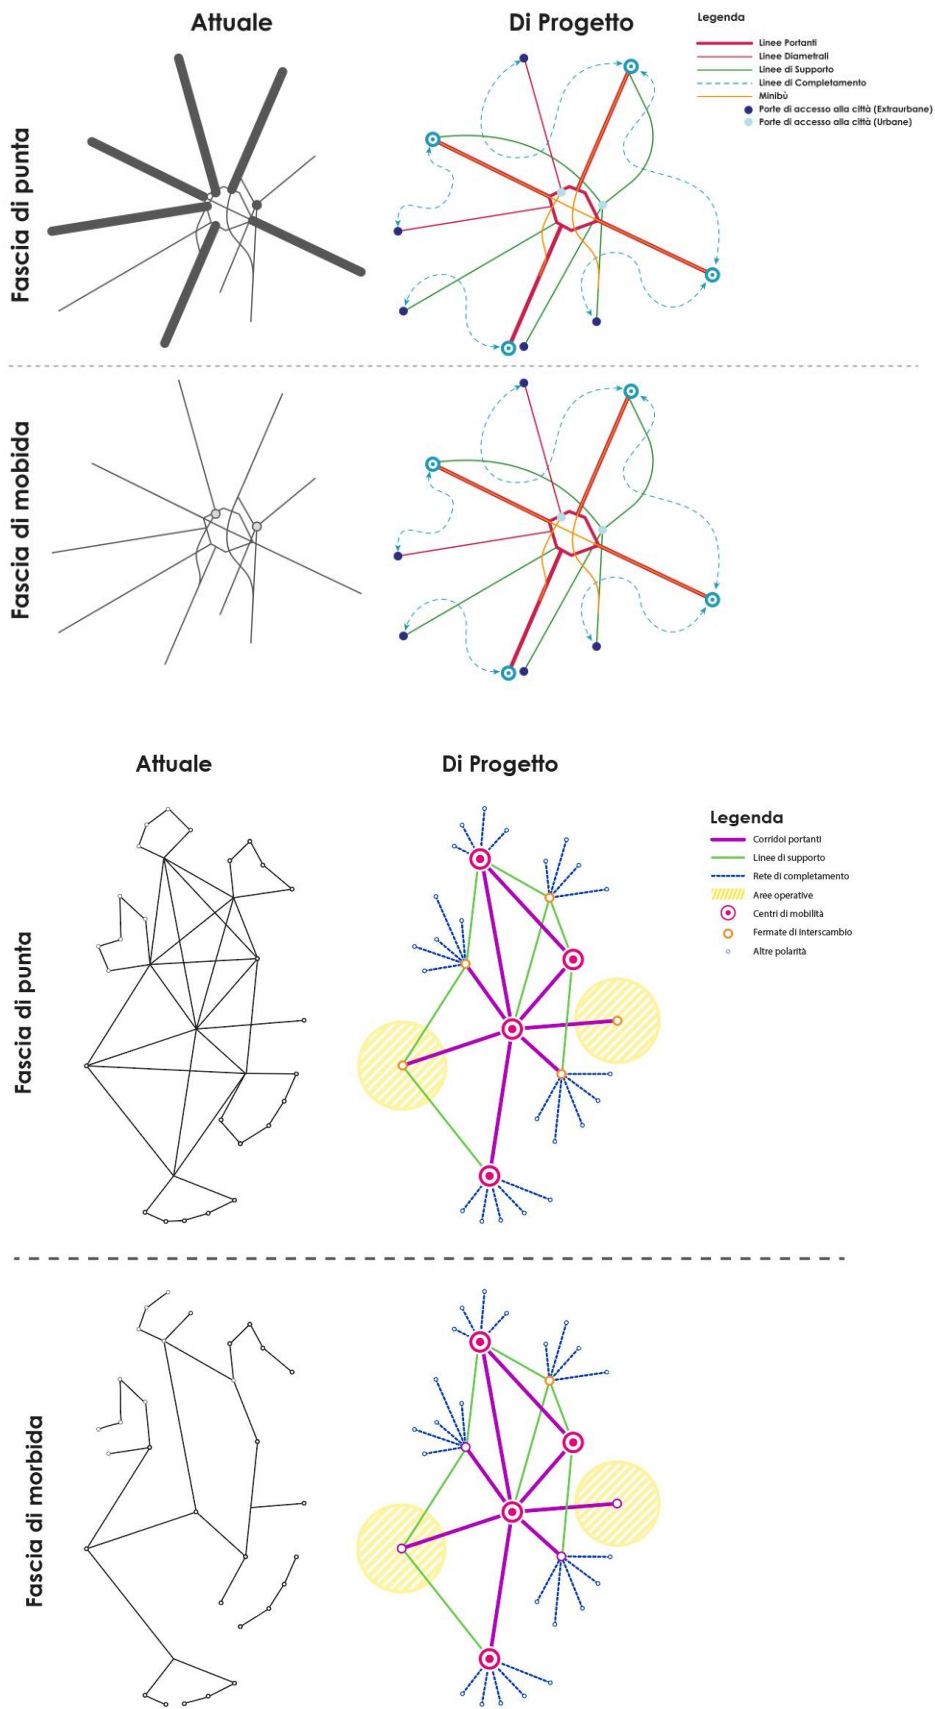 Attuale
Di Progetto
Legenda
Linee Portanti
Linee Diametrali
Linee di Supporto
Linee di Completamento
Minibù
Porte di accesso alla città (Extraurbane)
Porte di accesso alla città (Urbane)
Fascia di punta
Fascia di mobida
Attuale
Di Progetto
Legenda
Corridoi portanti
Linee di supporto
Rete di completamento
Aree operative
Centri di mobilità
Fermate di Interscambio
Altre polarità
Fascia di punta
Fascia di morbida